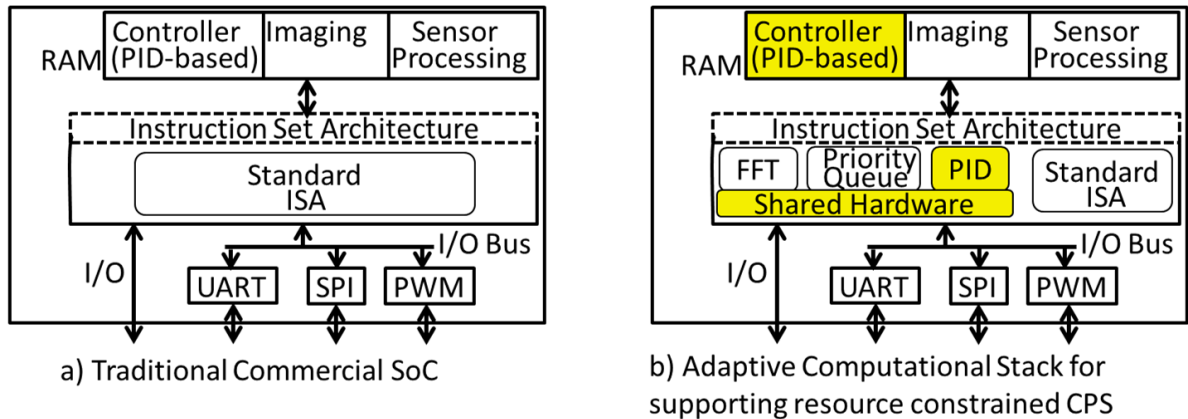 Controller
(PID-based)
Imaging
Sensor
Processing
RAM
Instruction Set Architecture
Standard
ISA
I/O Bus
I/O
UART
SPI
PWM
a) Traditional Commercial SoC
Controller
(PID-based)
Imaging
Sensor
Processing
RAM
Instruction Set Architecture
FFT
Priority
Queue
PID
Standard
ISA
Shared Hardware
I/O Bus
I/O
UART
SPI
PWM
b) Adaptive Computational Stack for
supporting resource constrained CPS